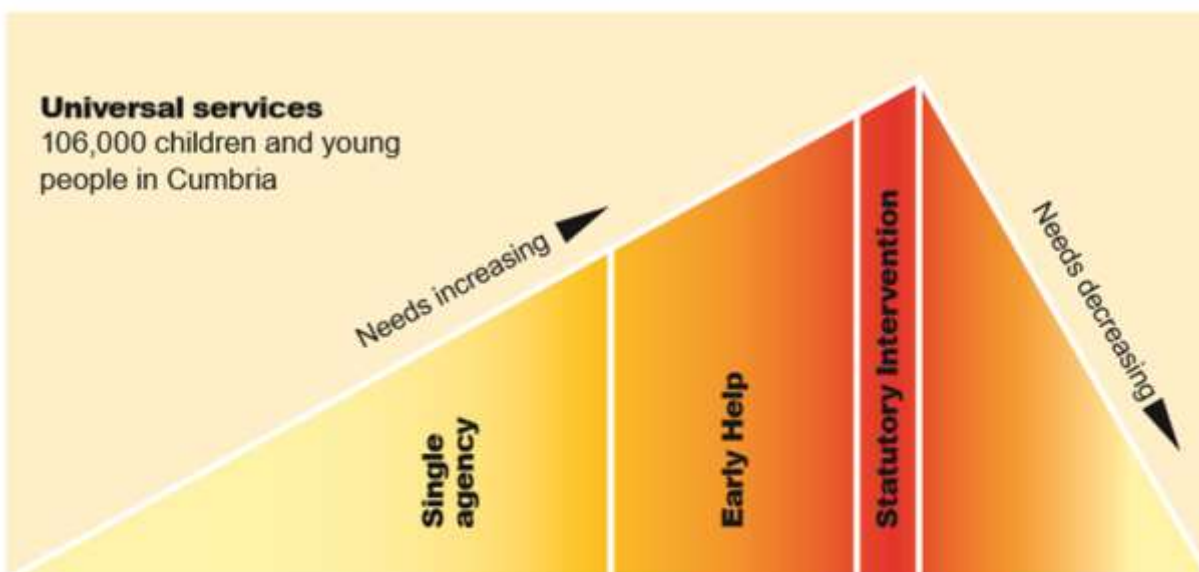 Universal services
106,000 children and young
people in Cumbria
Needs increasing
Needs decreasing
Single
agency
Early Help
Statutory Intervention